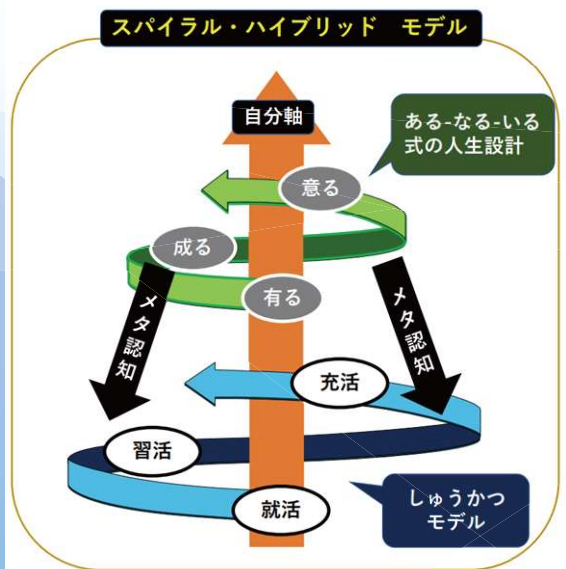 スパイラル・ハイブリッド モデル
自分軸
ある-なる-いる
式の人生設計
意る
成る
有る
メタ認知
メタ認知
充活
習活
就活
しゅうかつ
モデル